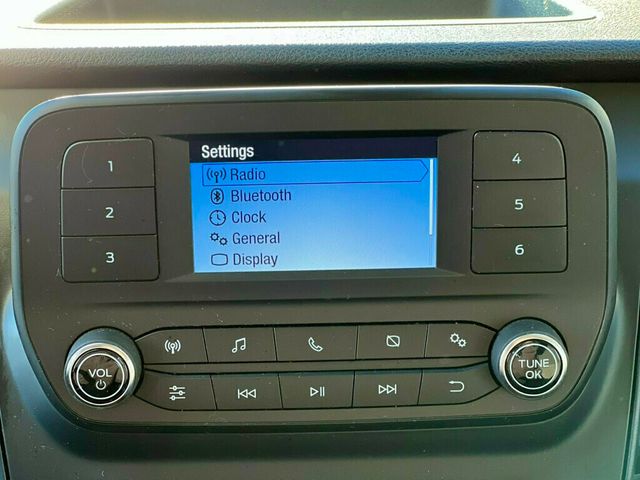 Settings
Radio
Bluetooth
Clock
General
Display
1
2
3
4
5
6
VOL
TUNE
OK